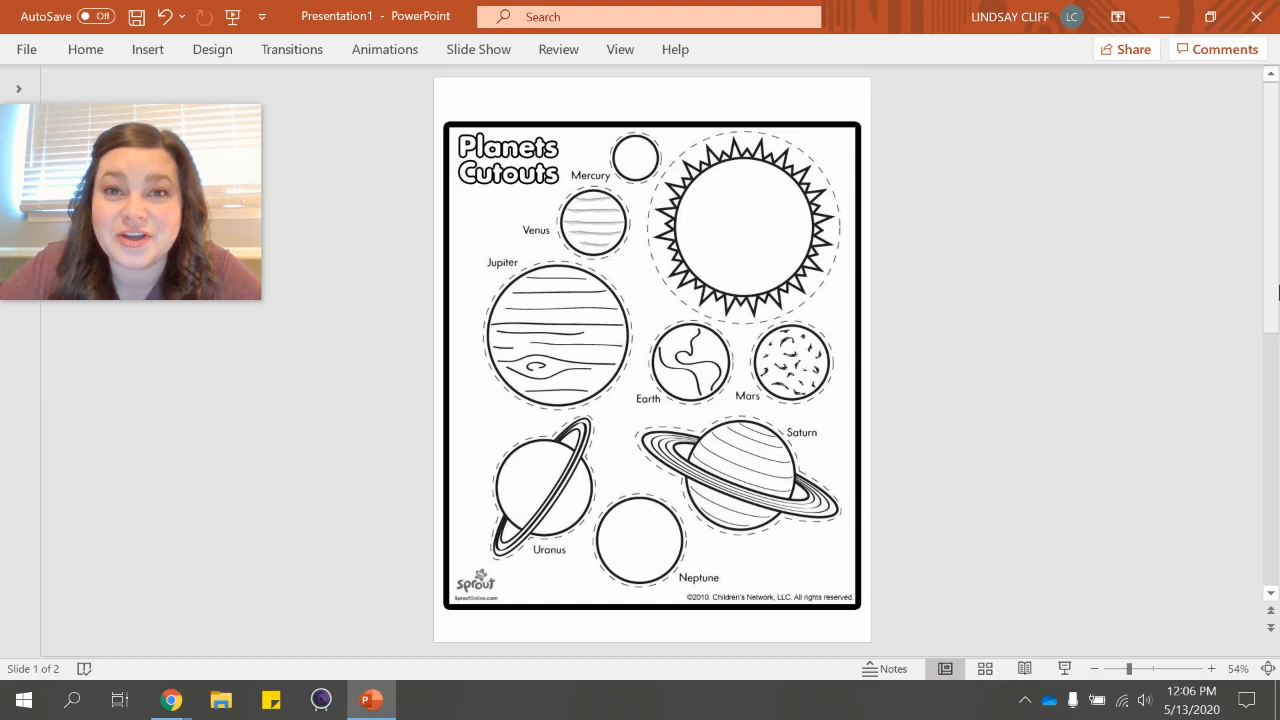 AutoSave Off Presentation1 - PowerPoint Search LINDSAY CLIFF LC
File Home Insert Design Transitions Animations Slide Show Review View Help Share Comments
Planets
Cutouts
Mercury
Venus
Jupiter
Earth
Mars
Saturn
Uranus
Neptune
sprout
SproutOnline.com
©2010. Children's Network, LLC. All rights reserved.
Slide 1 of 2 Notes 54%
12:06 PM
5/13/2020